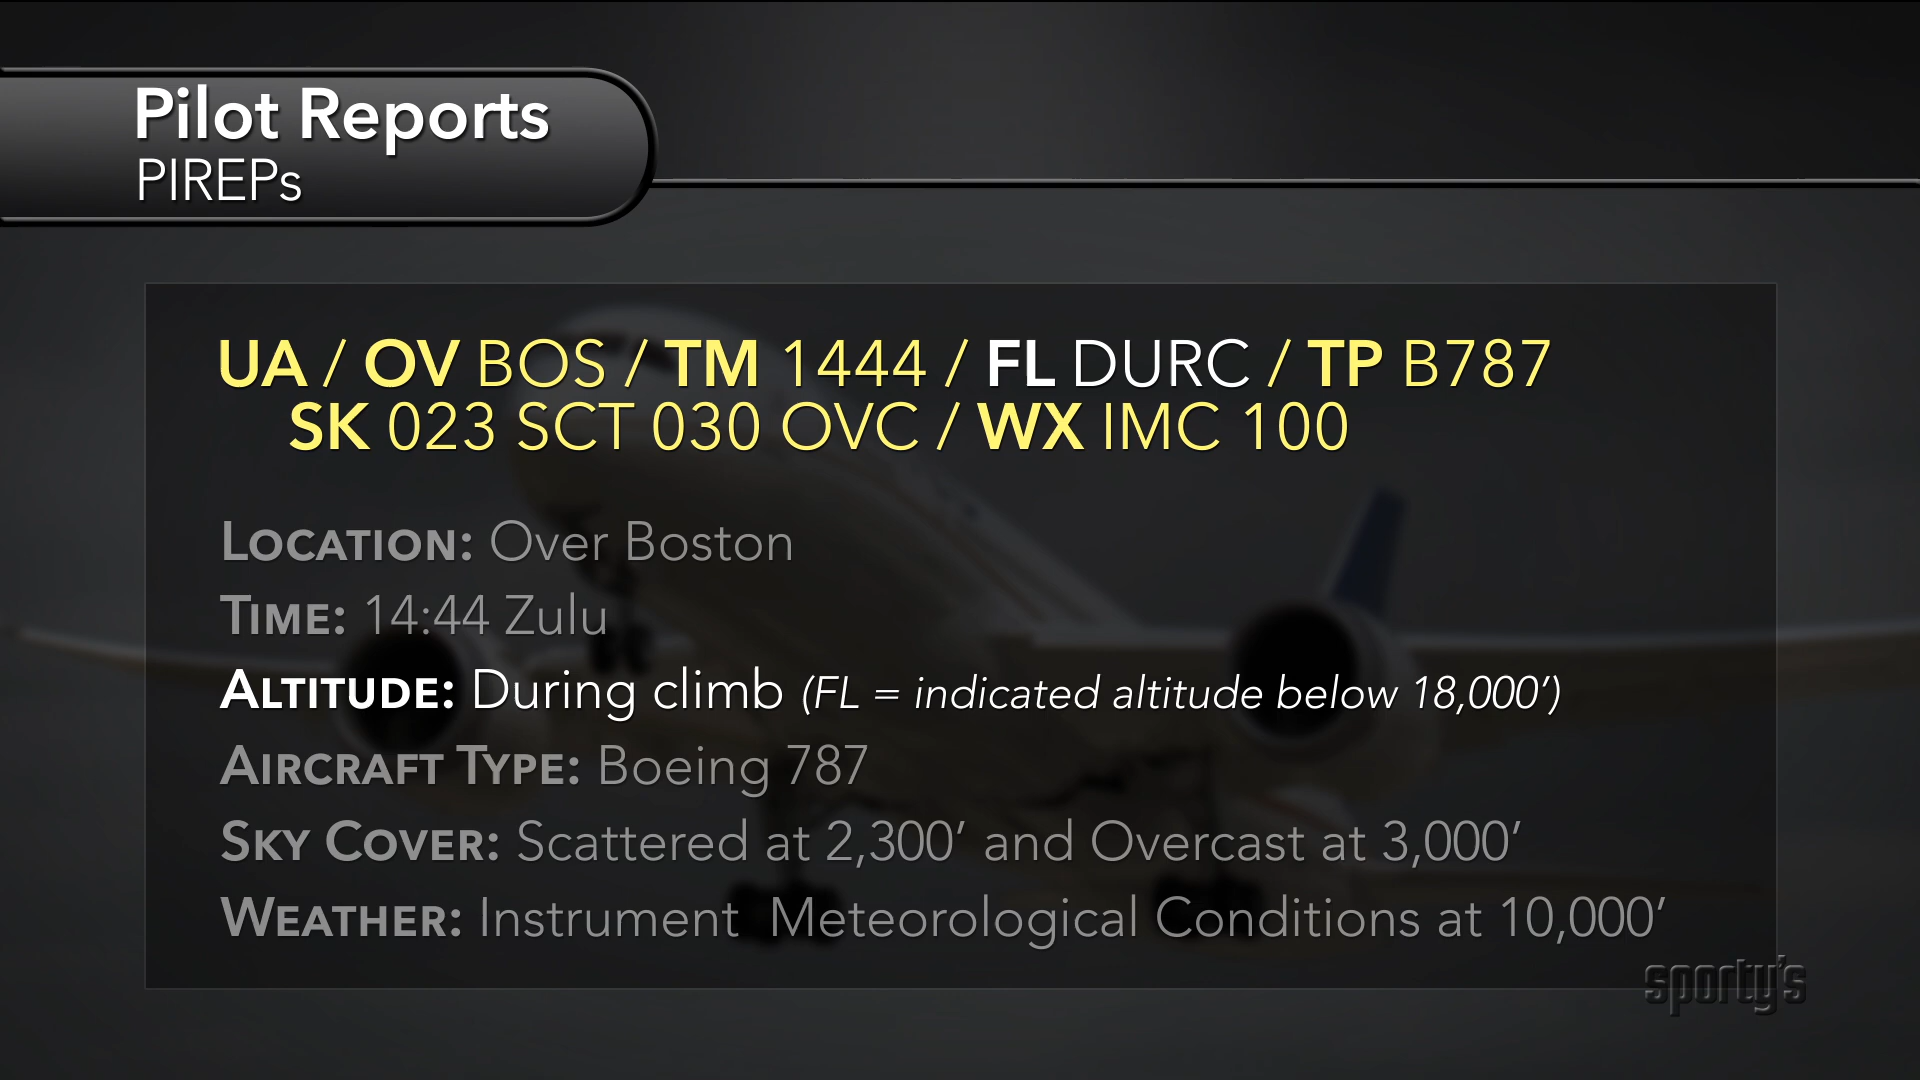 Pilot Reports
PIREPs
UA / OV BOS / TM 1444 / FL DURC / TP B787
SK 023 SCT 030 OVC / WX IMC 100
LOCATION: Over Boston
TIME: 14:44 Zulu
ALTITUDE: During climb (FL = indicated altitude below 18,000’)
AIRCRAFT TYPE: Boeing 787
SKY COVER: Scattered at 2,300’ and Overcast at 3,000’
WEATHER: Instrument Meteorological Conditions at 10,000’
sporty's